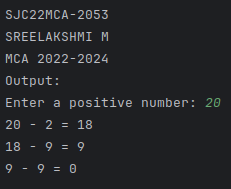 SJC22MCA-2053
SREELAKSHMI M
MCA 2022-2024
Output:
Enter a positive number: 20
20 - 2 = 18
18 - 9 = 9
9 - 9 = 0